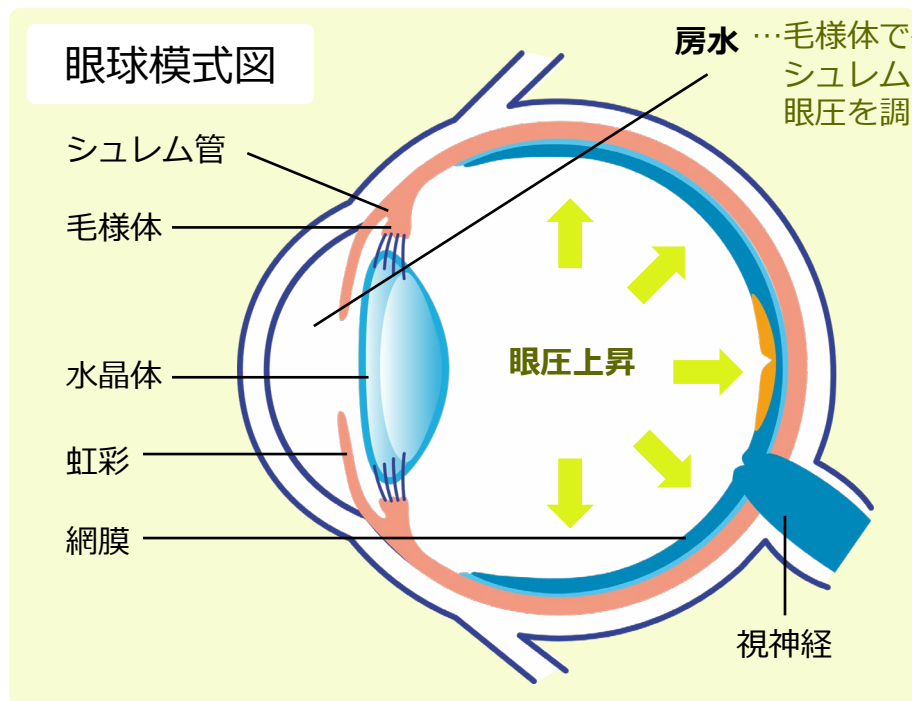 眼球模式図
房水 …毛様体で
シュレム
眼圧を調
シュレム管
毛様体
水晶体
眼圧上昇
虹彩
網膜
視神経